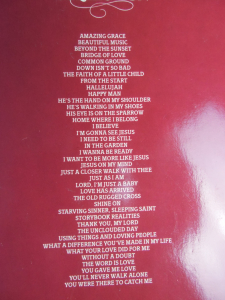 AMAZING GRACE
BEAUTIFUL MUSIC
BEYOND THE SUNSET
BRIDGE OF LOVE
COMMON GROUND
DOWN ISN'T SO BAD
THE FAITH OF A LITTLE CHILD
FROM THE START
HALLELUJAH
HAPPY MAN
HE'S THE HAND ON MY SHOULDER
HE'S WALKING IN MY SHOES
HIS EYE IS ON THE SPARROW
HOME WHERE I BELONG
I BELIEVE
I'M GONNA SEE JESUS
I NEED TO BE STILL
IN THE GARDEN
I WANNA BE READY
I WANT TO BE MORE LIKE JESUS
JESUS ON MY MIND
JUST A CLOSER WALK WITH THEE
JUST AS I AM
LORD, I'M JUST A BABY
LOVE HAS ARRIVED
THE OLD RUGGED CROSS
SHINE ON
STARVING SINNER, SLEEPING SAINT
STORYBOOK REALITIES
THANK YOU, MY LORD
THE UNCLOUDED DAY
USING THINGS AND LOVING PEOPLE
WHAT A DIFFERENCE YOU'VE MADE IN MY LIFE
WHAT YOUR LOVE DID FOR ME
WITHOUT A DOUBT
THE WORD IS LOVE
YOU GAVE ME LOVE
YOU'LL NEVER WALK ALONE
YOU WERE THERE TO CATCH ME